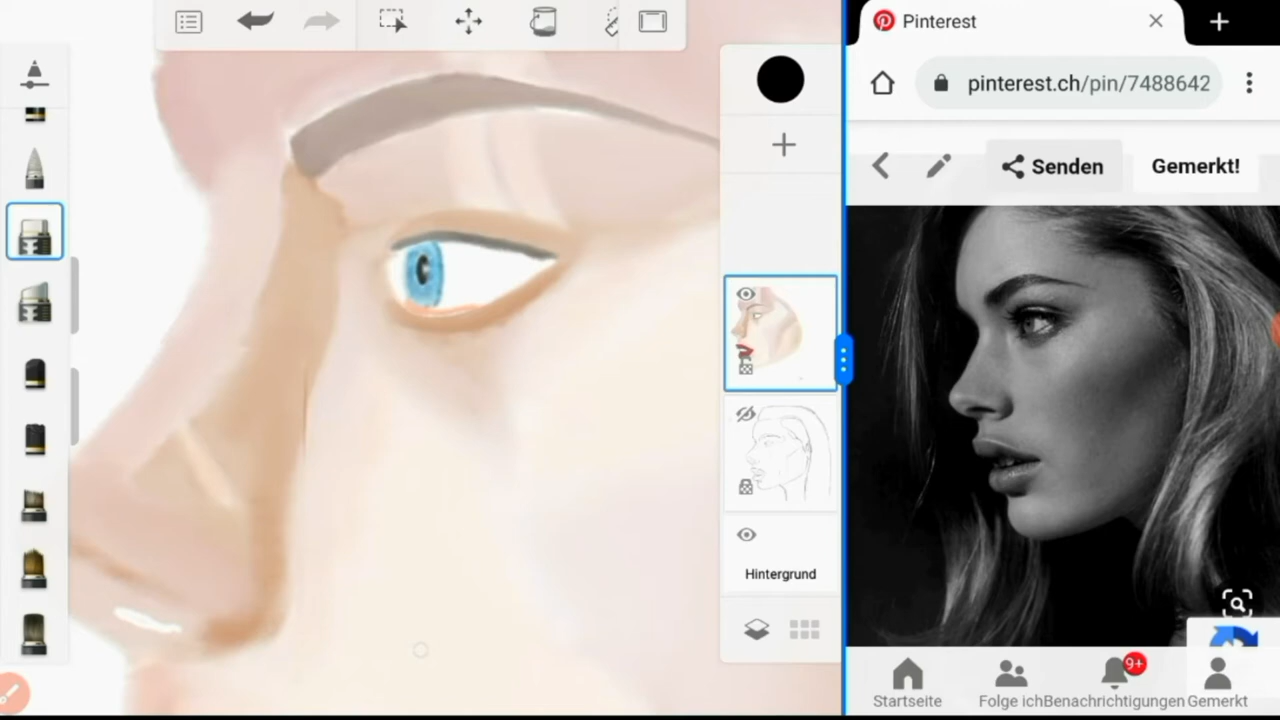 Pinterest
pinterest.ch/pin/7488642
Senden
Gemerkt!
Hintergrund
9+
Startseite
Folge ich
Benachrichtigungen
Gemerkt